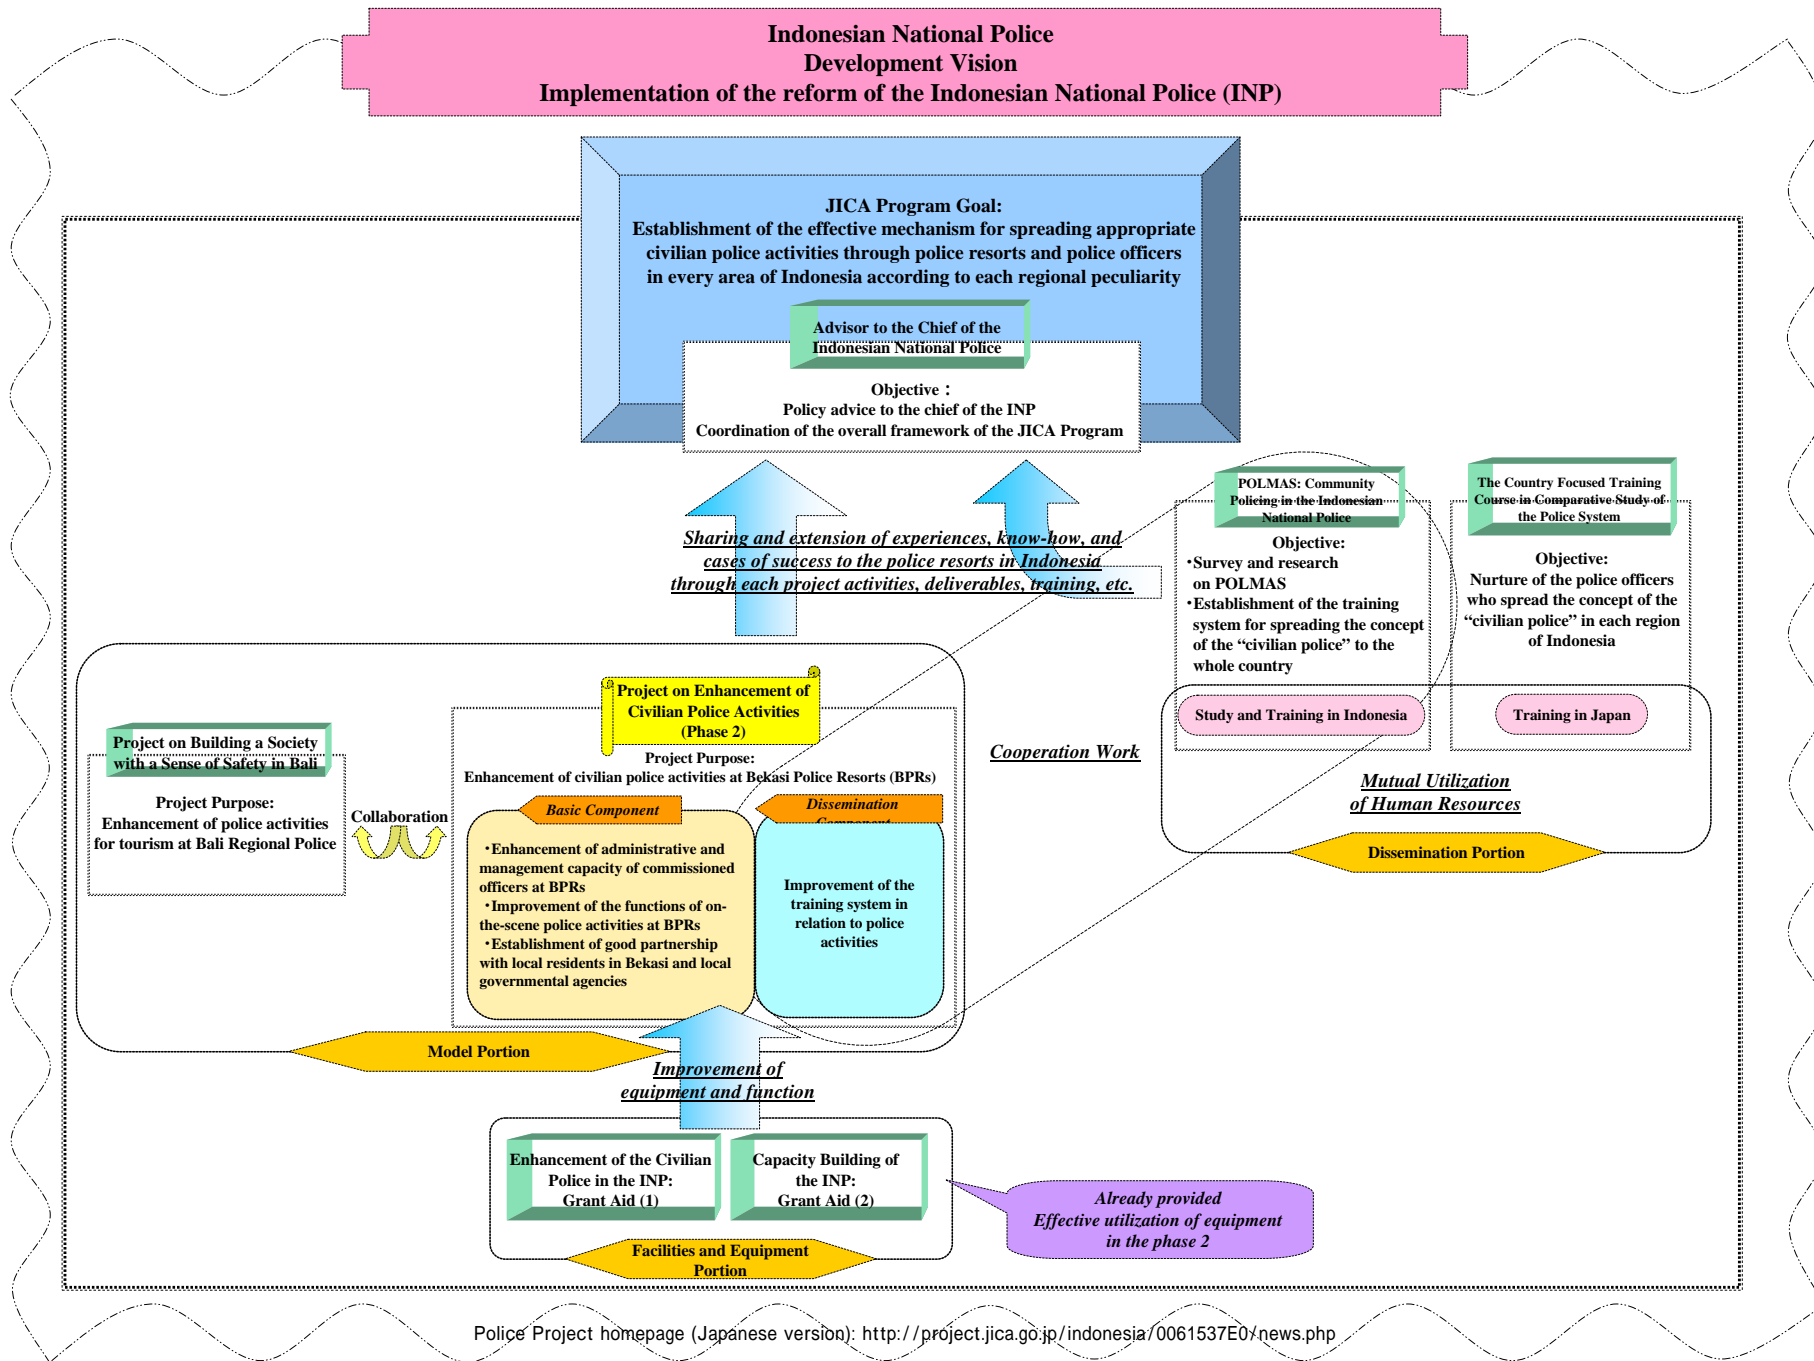 Indonesian National Police
Development Vision
Implementation of the reform of the Indonesian National Police (INP)
JICA Program Goal:
Establishment of the effective mechanism for spreading appropriate
civilian police activities through police resorts and police officers
in every area of Indonesia according to each regional peculiarity
Advisor to the Chief of the
Indonesian National Police
Objective：
Policy advice to the chief of the INP
Coordination of the overall framework of the JICA Program
Sharing and extension of experiences, know-how, and
cases of success to the police resorts in Indonesia
through each project activities, deliverables, training, etc.
POLMAS: Community
Policing in the Indonesian
National Police
Objective:
・Survey and research
on POLMAS
・Establishment of the training
system for spreading the concept
of the “civilian police” to the
whole country
Study and Training in Indonesia
The Country Focused Training
Course in Comparative Study of
the Police System
Objective:
Nurture of the police officers
who spread the concept of the
“civilian police” in each region
of Indonesia
Training in Japan
Mutual Utilization
of Human Resources
Dissemination Portion
Cooperation Work
Project on Building a Society
with a Sense of Safety in Bali
Project Purpose:
Enhancement of police activities
for tourism at Bali Regional Police
Collaboration
Project on Enhancement of
Civilian Police Activities
(Phase 2)
Project Purpose:
Enhancement of civilian police activities at Bekasi Police Resorts (BPRs)
Basic Component
・Enhancement of administrative and
management capacity of commissioned
officers at BPRs
・Improvement of the functions of on-
the-scene police activities at BPRs
・Establishment of good partnership
with local residents in Bekasi and local
governmental agencies
Dissemination
Component
Improvement of the
training system in
relation to police
activities
Model Portion
Improvement of
equipment and function
Enhancement of the Civilian
Police in the INP:
Grant Aid (1)
Capacity Building of
the INP:
Grant Aid (2)
Facilities and Equipment
Portion
Already provided
Effective utilization of equipment
in the phase 2
Police Project homepage (Japanese version): http://project.jica.go.jp/indonesia/0061537E0/news.php